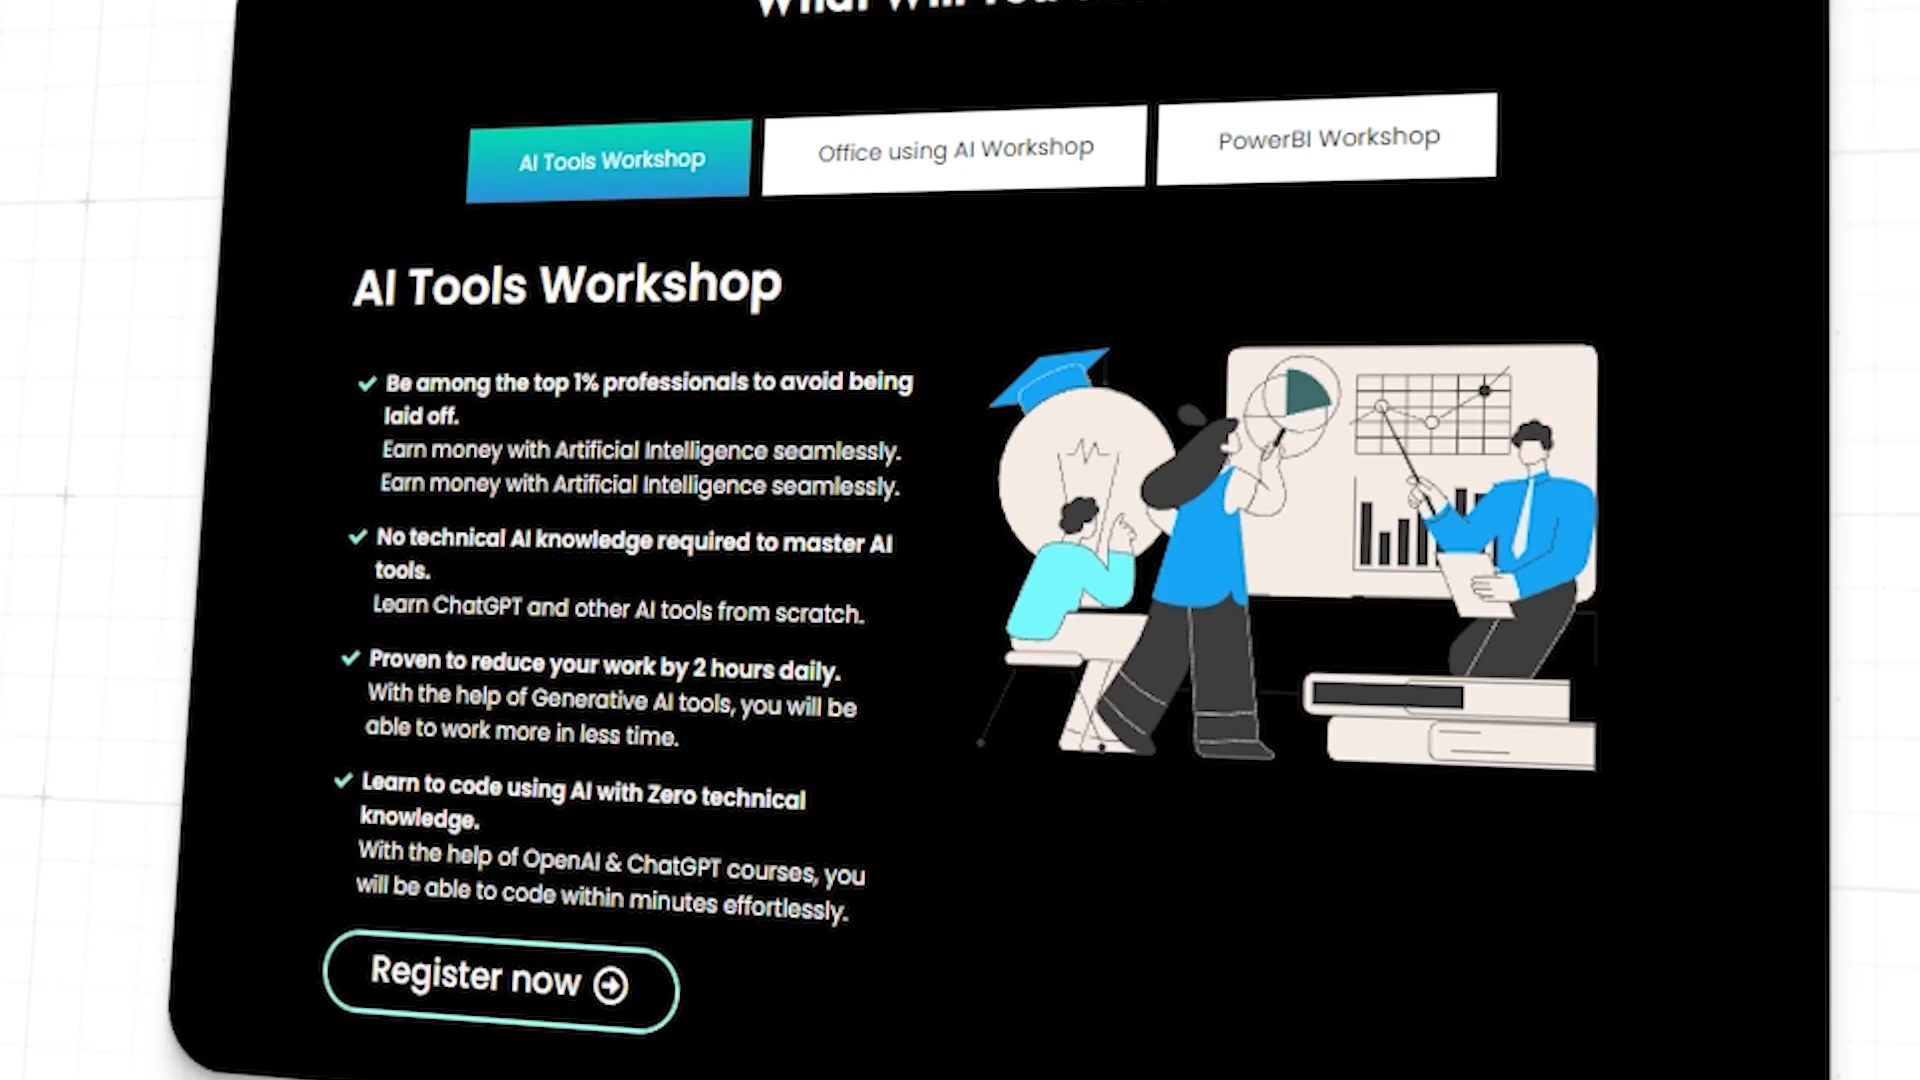 What Will You
AI Tools Workshop
Office using AI Workshop
PowerBI Workshop
AI Tools Workshop
Be among the top 1% professionals to avoid being
laid off.
Earn money with Artificial Intelligence seamlessly.
Earn money with Artificial Intelligence seamlessly.
No technical AI knowledge required to master AI
tools.
Learn ChatGPT and other AI tools from scratch.
Proven to reduce your work by 2 hours daily.
With the help of Generative AI tools, you will be
able to work more in less time.
Learn to code using AI with Zero technical
knowledge.
With the help of OpenAI & ChatGPT courses, you
will be able to code within minutes effortlessly.
Register now